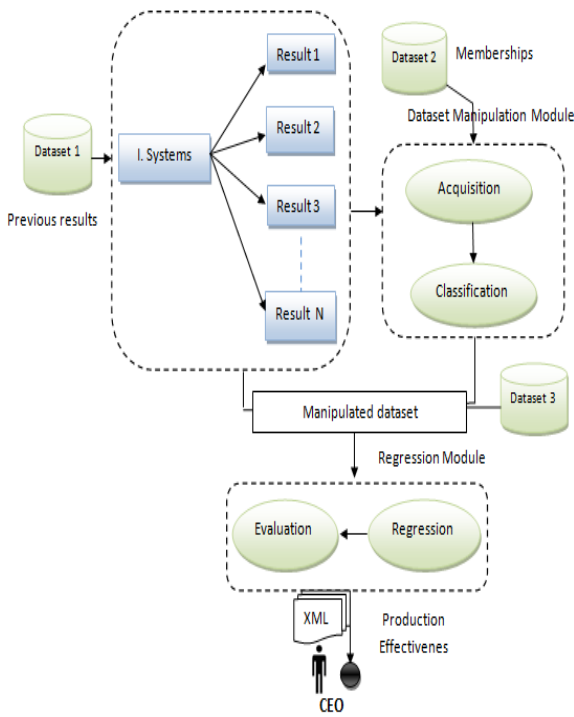 Result 1
Dataset 2
Memberships
Dataset Manipulation Module
Dataset 1
I. Systems
Result 2
Acquisition
Previous results
Result 3
Classification
Result N
Manipulated dataset
Dataset 3
Regression Module
Evaluation
Regression
XML
Production
Effectivenes
CEO